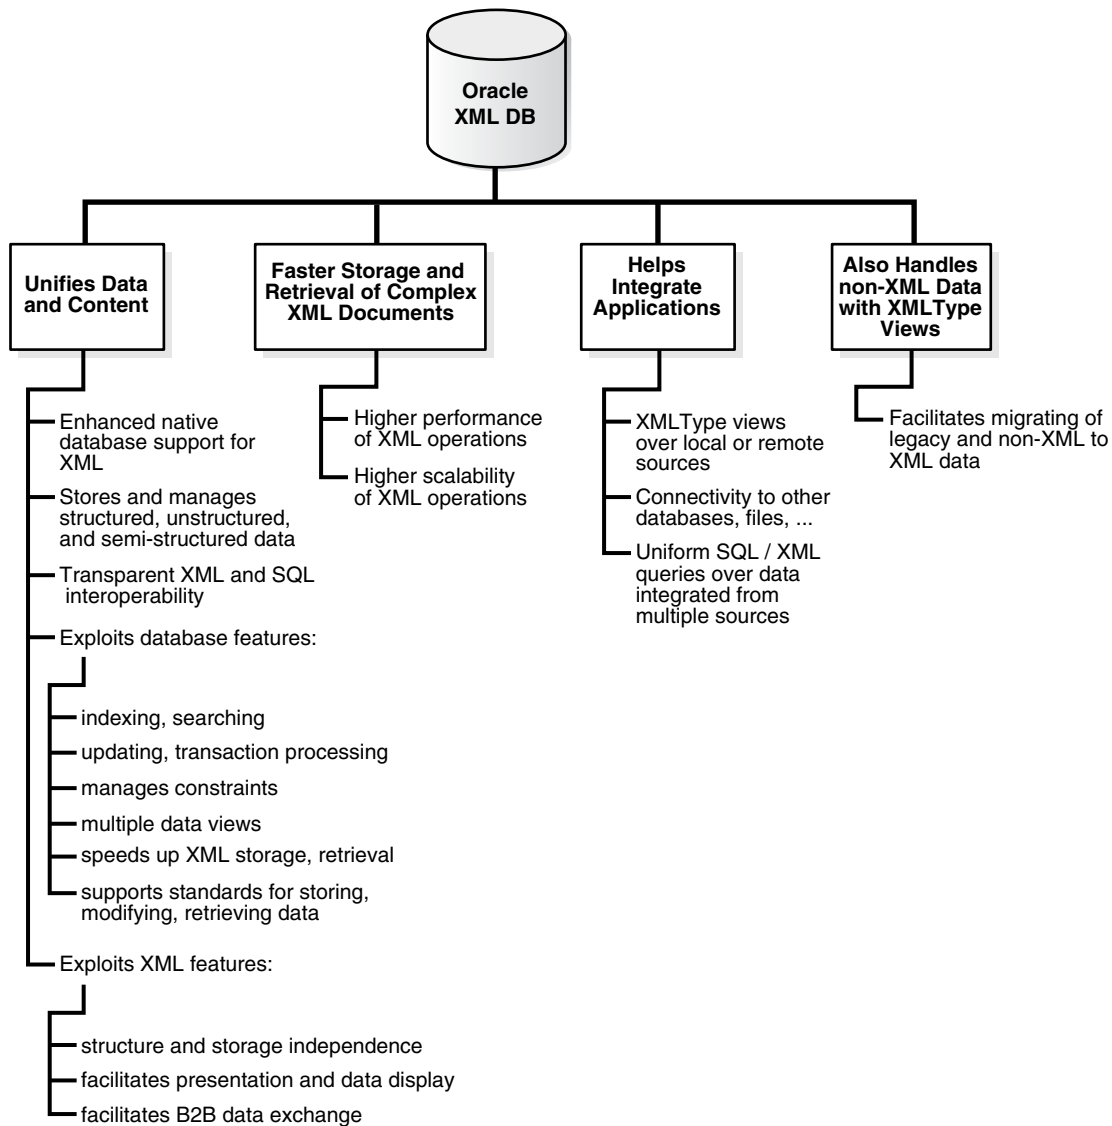 Oracle
XML DB
Unifies Data
and Content
Faster Storage and
Retrieval of Complex
XML Documents
Helps
Integrate
Applications
Also Handles
non-XML Data
with XMLType
Views
Enhanced native
database support for
XML
Stores and manages
structured, unstructured,
and semi-structured data
Transparent XML and SQL
interoperability
Exploits database features:
indexing, searching
updating, transaction processing
manages constraints
multiple data views
speeds up XML storage, retrieval
supports standards for storing,
modifying, retrieving data
Exploits XML features:
structure and storage independence
facilitates presentation and data display
facilitates B2B data exchange
Higher performance
of XML operations
Higher scalability
of XML operations
XMLType views
over local or remote
sources
Connectivity to other
databases, files, ...
Uniform SQL / XML
queries over data
integrated from
multiple sources
Facilitates migrating of
legacy and non-XML to
XML data